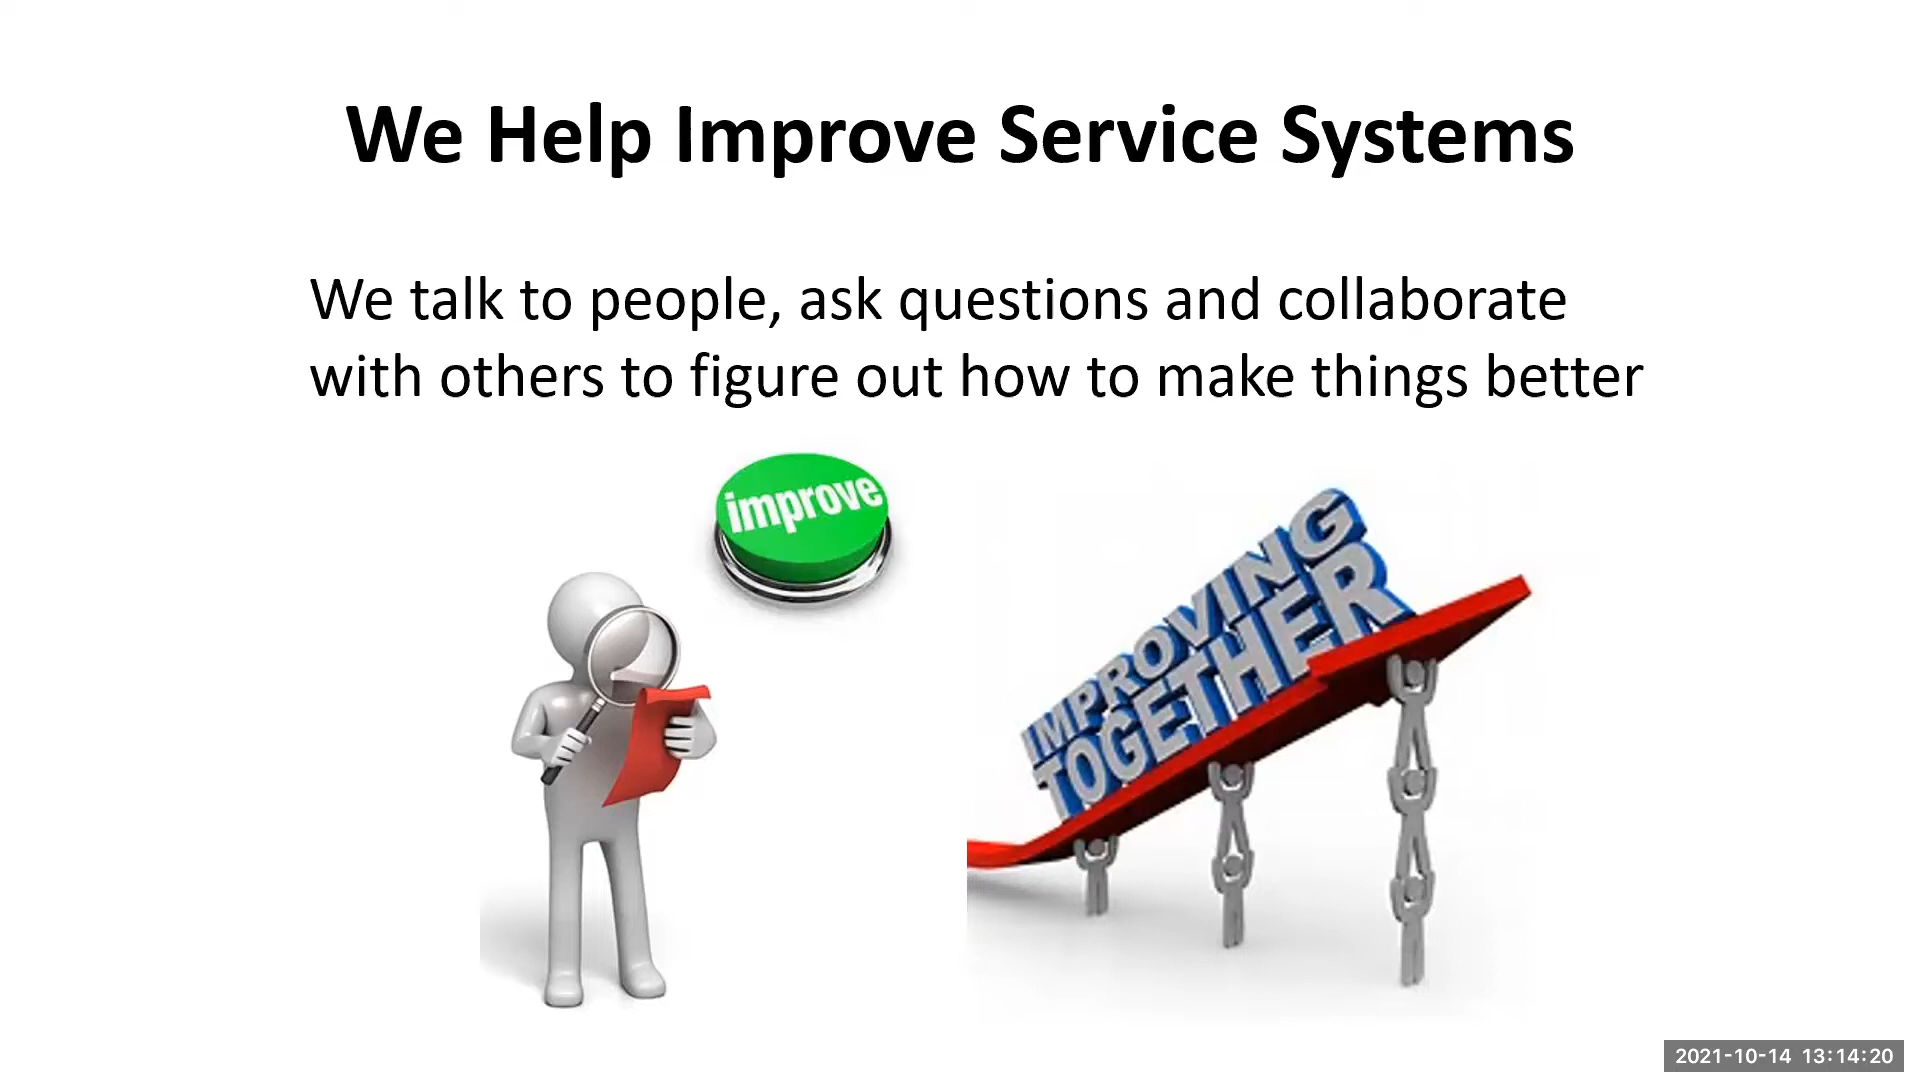 We Help Improve Service Systems
We talk to people, ask questions and collaborate
with others to figure out how to make things better
improve
IMPROVING
TOGETHER
2021-10-14 13:14:20